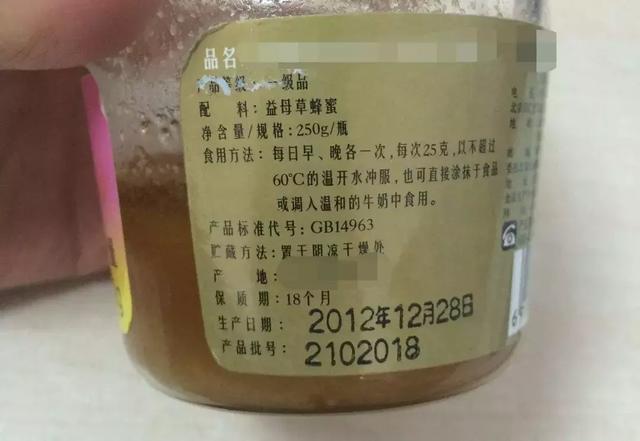 品名
产品等级：一级品
配 料：益母草蜂蜜
净含量/规格：250g/瓶
食用方法：每日早、晚各一次，每次25克，以不超过
60℃的温开水冲服，也可直接涂抹于食品
或调入温和的牛奶中食用。
产品标准代号：GB14963
贮藏方法：置于阴凉干燥处
产 地：
保 质 期：18个月
生产日期：2012年12月28日
产品批号：2102018